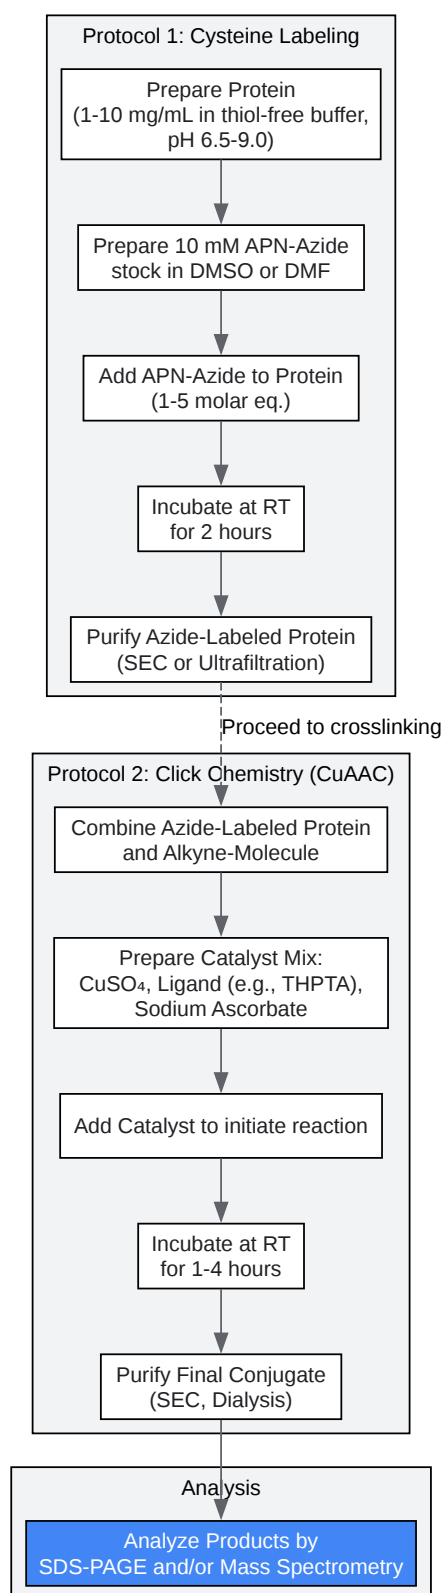 Protocol 1: Cysteine Labeling
Prepare Protein
(1-10 mg/mL in thiol-free buffer,
pH 6.5-9.0)
Prepare 10 mM APN-Azide
stock in DMSO or DMF
Add APN-Azide to Protein
(1-5 molar eq.)
Incubate at RT
for 2 hours
Purify Azide-Labeled Protein
(SEC or Ultrafiltration)
Proceed to crosslinking
Protocol 2: Click Chemistry (CuAAC)
Combine Azide-Labeled Protein
and Alkyne-Molecule
Prepare Catalyst Mix:
CuSO₄, Ligand (e.g., THPTA),
Sodium Ascorbate
Add Catalyst to initiate reaction
Incubate at RT
for 1-4 hours
Purify Final Conjugate
(SEC, Dialysis)
Analysis
Analyze Products by
SDS-PAGE and/or Mass Spectrometry